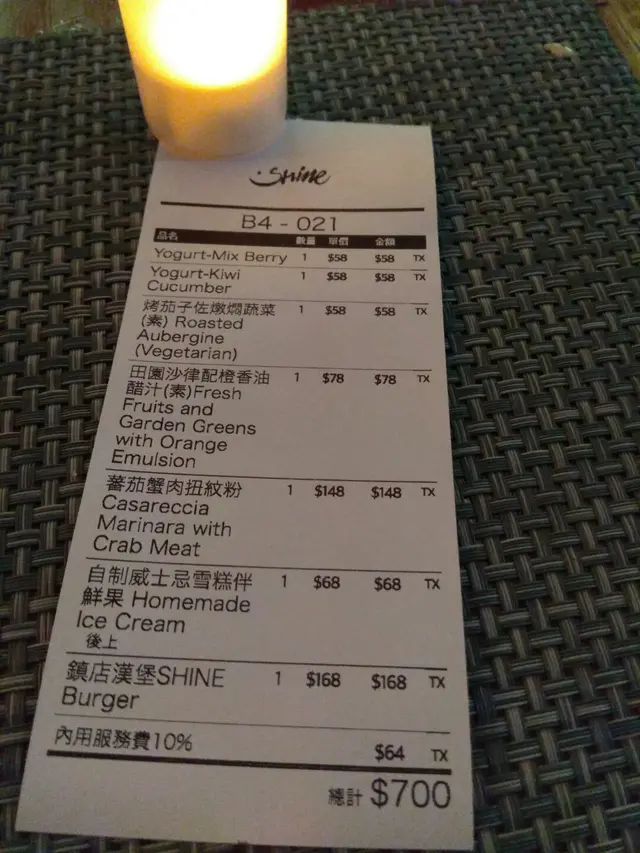 Shine
B4 - 021
品名 數量 單價 金額
Yogurt-Mix Berry 1 $58 $58 TX
Yogurt-Kiwi 1 $58 $58 TX
Cucumber
烤茄子佐燉燜蔬菜 1 $58 $58 TX
(素) Roasted
Aubergine
(Vegetarian)
田園沙律配橙香油 1 $78 $78 TX
醋汁(素)Fresh
Fruits and
Garden Greens
with Orange
Emulsion
蕃茄蟹肉扭紋粉 1 $148 $148 TX
Casareccia
Marinara with
Crab Meat
自制威士忌雪糕伴 1 $68 $68 TX
鮮果 Homemade
Ice Cream
後上
鎮店漢堡SHINE 1 $168 $168 TX
Burger
內用服務費10% $64 TX
總計 $700